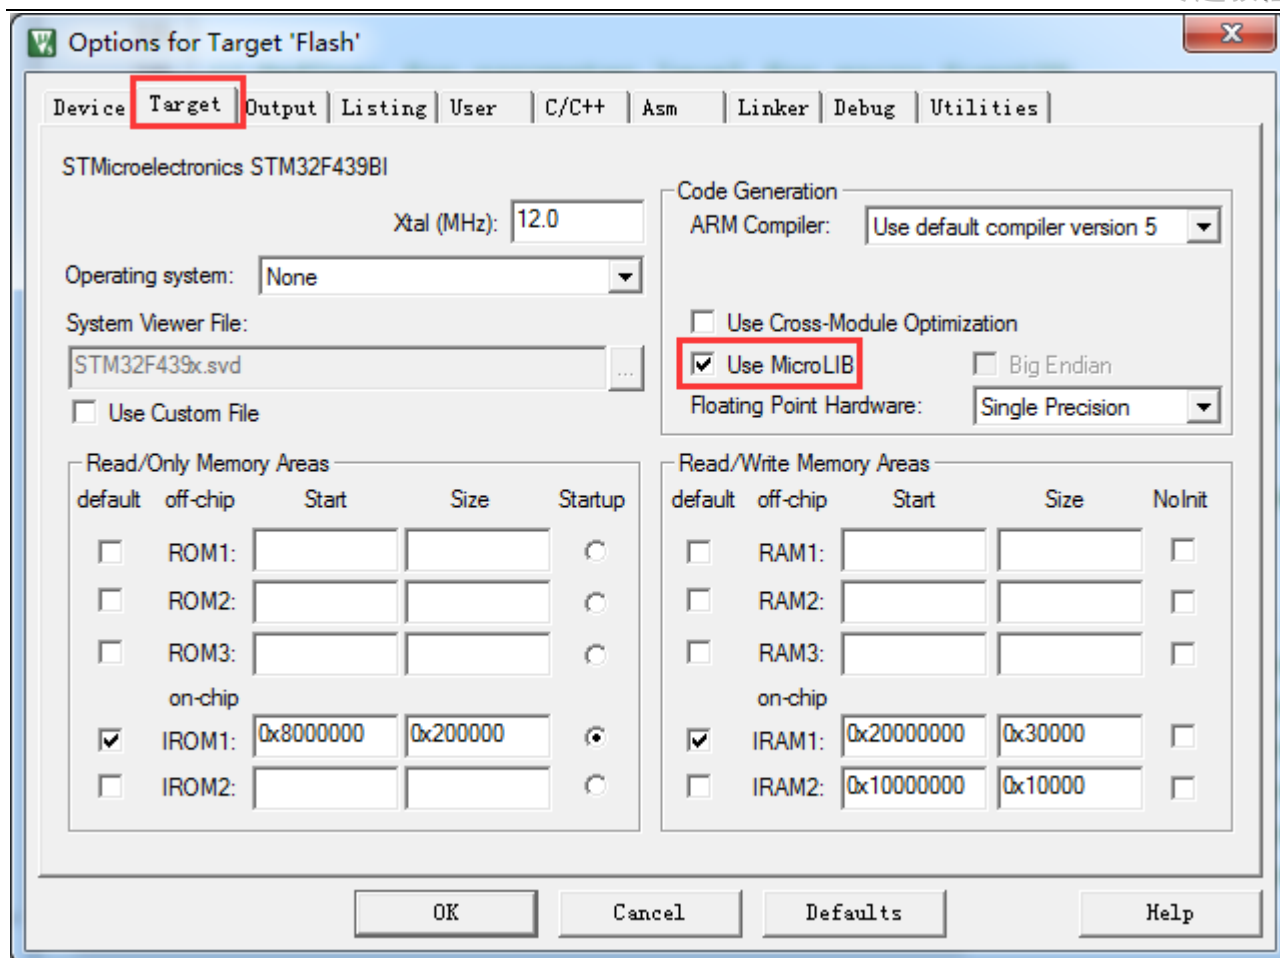 Options for Target 'Flash'
Device Target Output Listing User C/C++ Asm Linker Debug Utilities
STMicroelectronics STM32F439BI
Xtal (MHz): 12.0
Operating system: None
System Viewer File:
STM32F439x.svd ...
Use Custom File
Code Generation
ARM Compiler: Use default compiler version 5
Use Cross-Module Optimization
Use MicroLIB Big Endian
Floating Point Hardware: Single Precision
Read/Only Memory Areas
default off-chip Start Size Startup
ROM1:
ROM2:
ROM3:
on-chip
IROM1: 0x8000000 0x200000
IROM2:
Read/Write Memory Areas
default off-chip Start Size NoInit
RAM1:
RAM2:
RAM3:
on-chip
IRAM1: 0x20000000 0x30000
IRAM2: 0x10000000 0x10000
OK Cancel Defaults Help